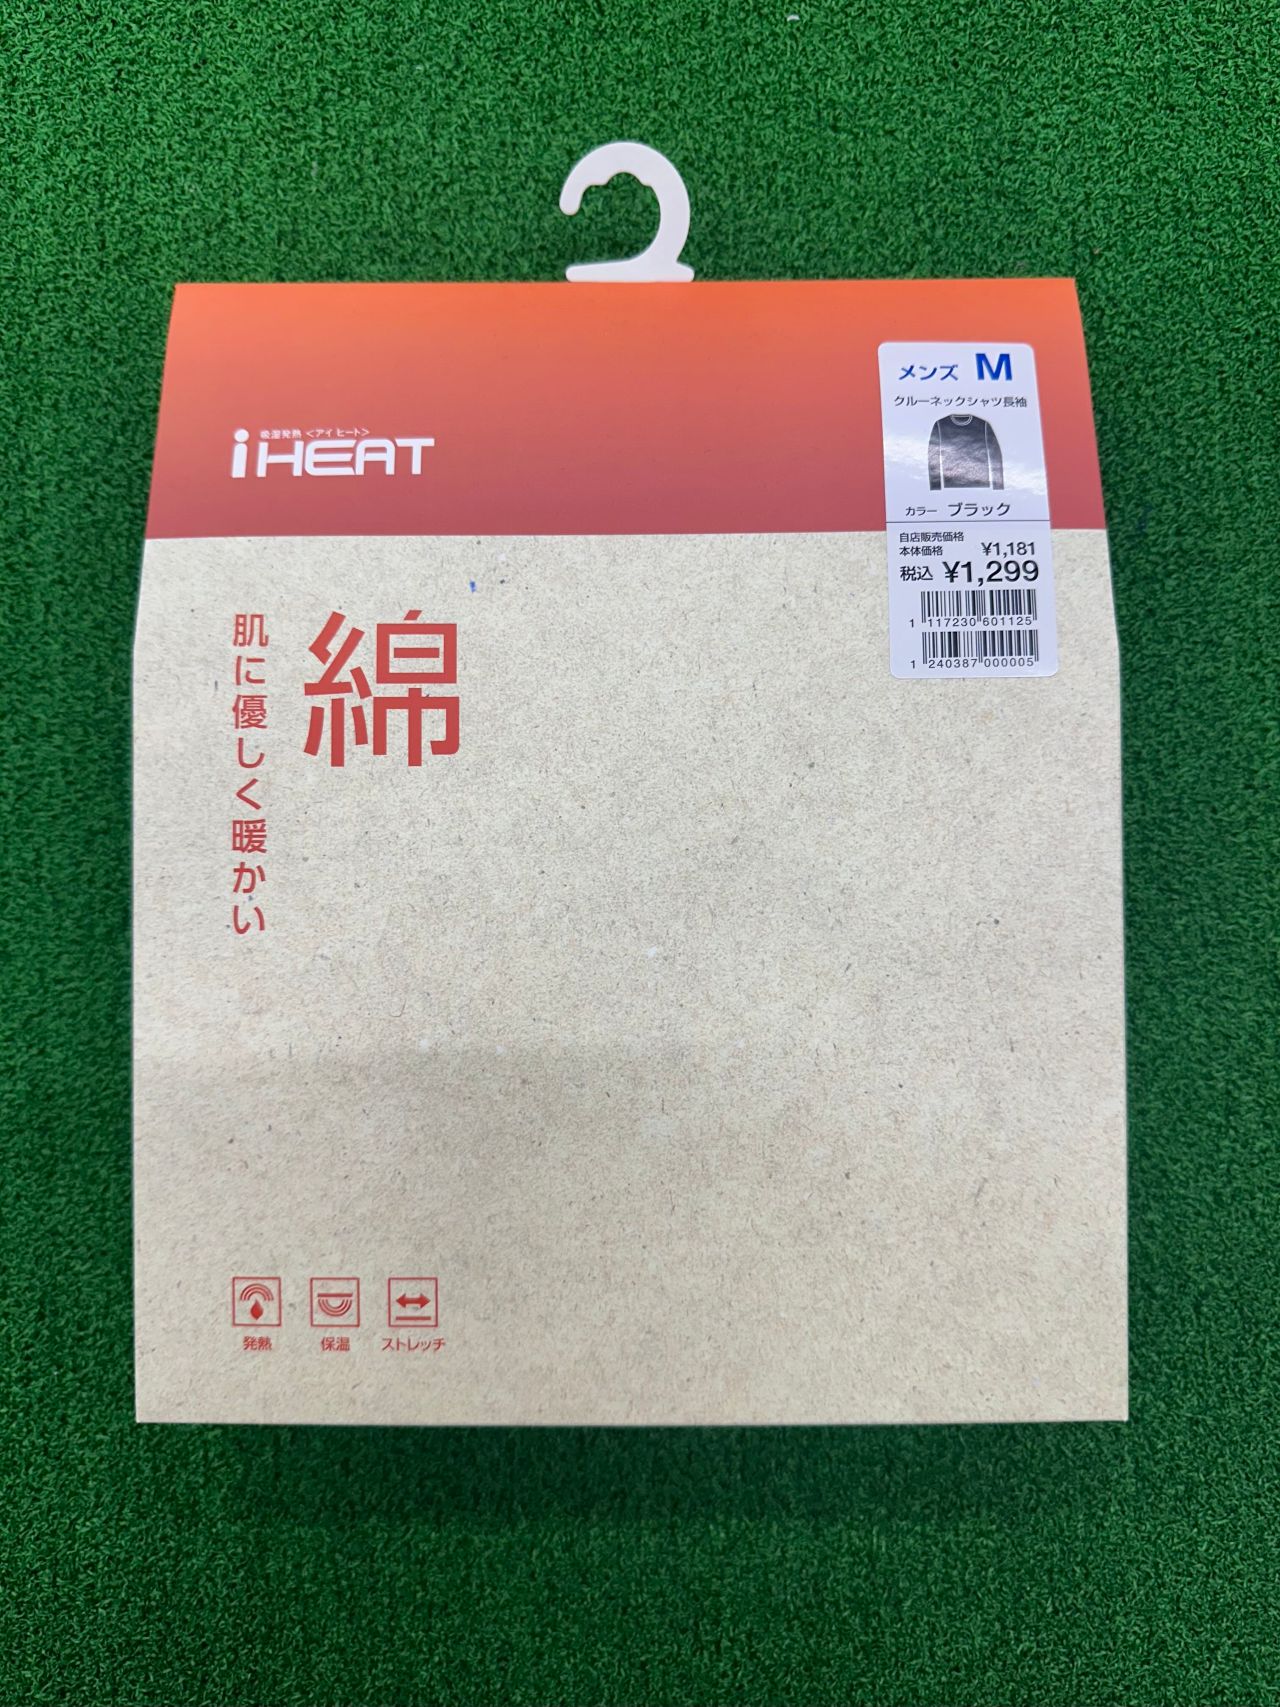 吸湿発熱 <アイ ヒート>
iHEAT
メンズ M
クルーネックシャツ長袖
カラー ブラック
自店販売価格
本体価格 ¥1,181
税込 ¥1,299
1 117230 601125
1 240387 000005
綿
肌に優しく暖かい
発熱 保温 ストレッチ